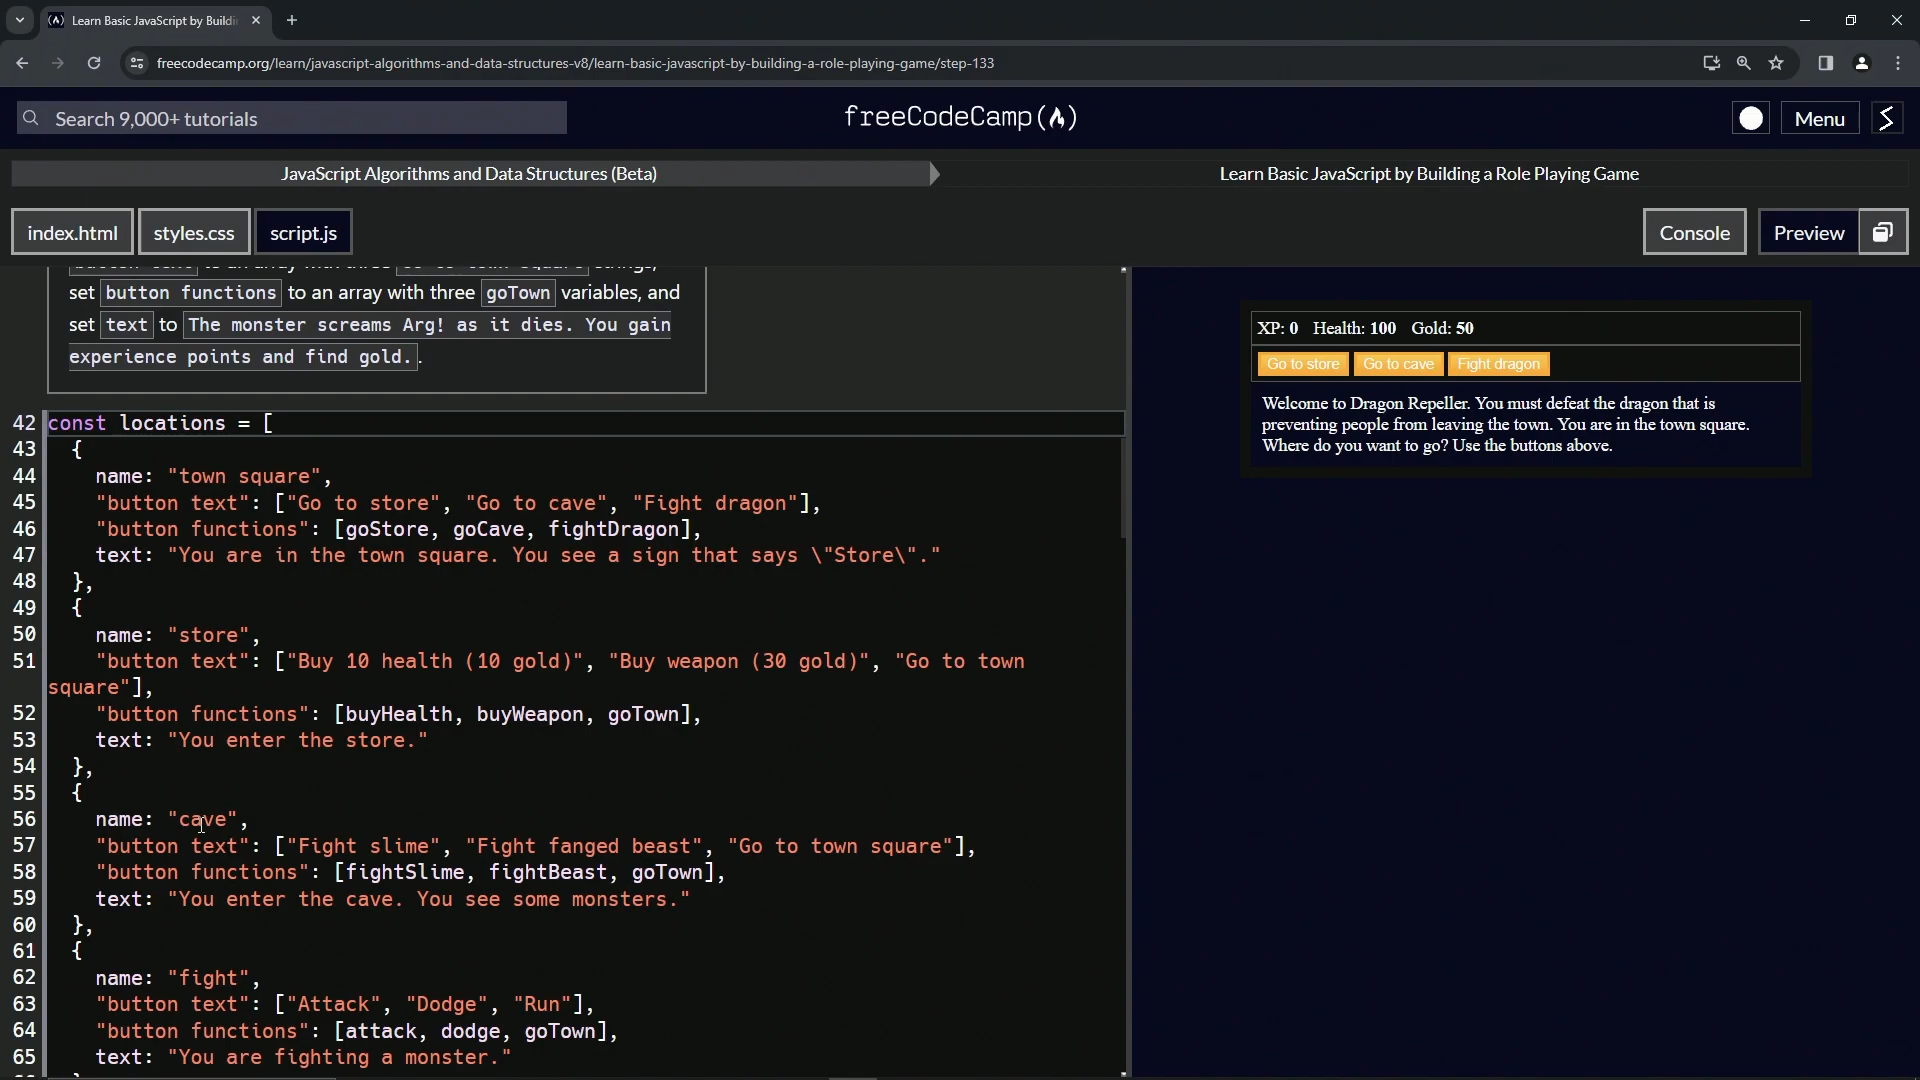 Learn Basic JavaScript by Buildi
freecodecamp.org/learn/javascript-algorithms-and-data-structures-v8/learn-basic-javascript-by-building-a-role-playing-game/step-133
Search 9,000+ tutorials
freeCodeCamp
Menu
JavaScript Algorithms and Data Structures (Beta)
Learn Basic JavaScript by Building a Role Playing Game
index.html
styles.css
script.js
Console
Preview
set button functions to an array with three goTown variables, and
set text to The monster screams Arg! as it dies. You gain
experience points and find gold..
42 const locations = [
43 {
44 name: "town square",
45 "button text": ["Go to store", "Go to cave", "Fight dragon"],
46 "button functions": [goStore, goCave, fightDragon],
47 text: "You are in the town square. You see a sign that says \"Store\"."
48 },
49 {
50 name: "store",
51 "button text": ["Buy 10 health (10 gold)", "Buy weapon (30 gold)", "Go to town
square"],
52 "button functions": [buyHealth, buyWeapon, goTown],
53 text: "You enter the store."
54 },
55 {
56 name: "cave",
57 "button text": ["Fight slime", "Fight fanged beast", "Go to town square"],
58 "button functions": [fightSlime, fightBeast, goTown],
59 text: "You enter the cave. You see some monsters."
60 },
61 {
62 name: "fight",
63 "button text": ["Attack", "Dodge", "Run"],
64 "button functions": [attack, dodge, goTown],
65 text: "You are fighting a monster."
XP: 0 Health: 100 Gold: 50
Go to store Go to cave Fight dragon
Welcome to Dragon Repeller. You must defeat the dragon that is
preventing people from leaving the town. You are in the town square.
Where do you want to go? Use the buttons above.